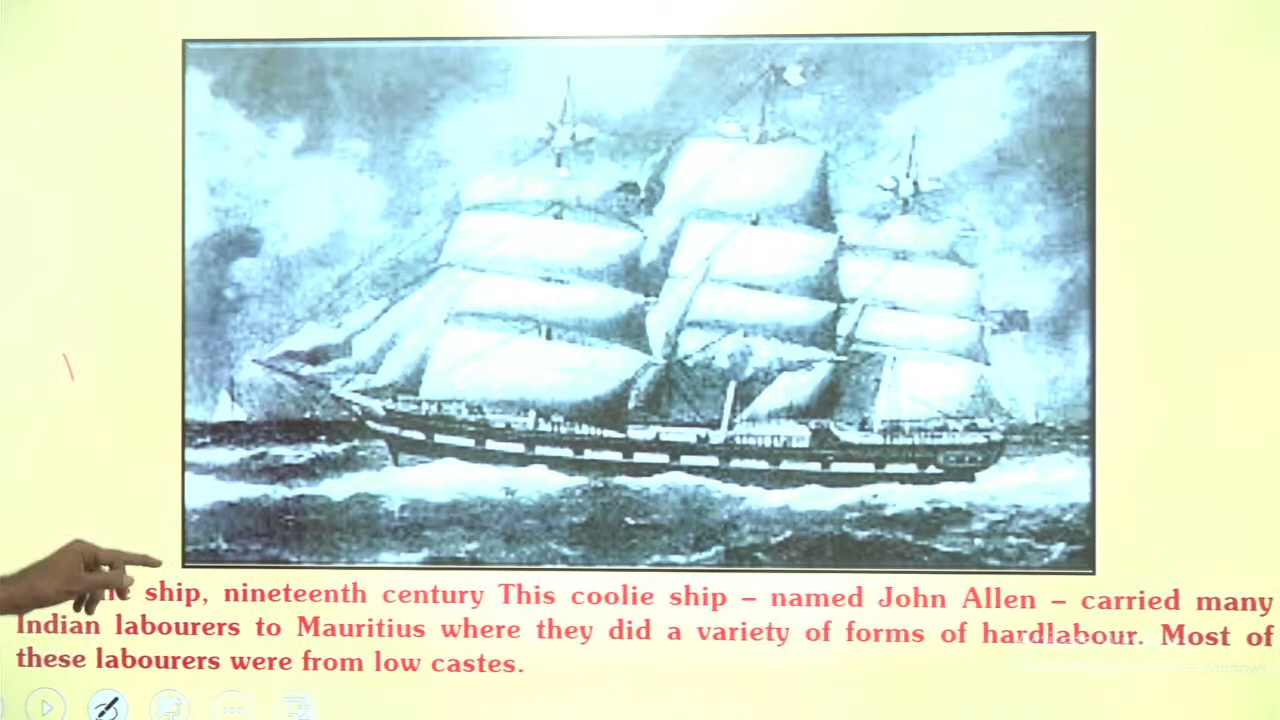 ship, nineteenth century This coolie ship – named John Allen – carried many
Indian labourers to Mauritius where they did a variety of forms of hardlabour. Most of
these labourers were from low castes.